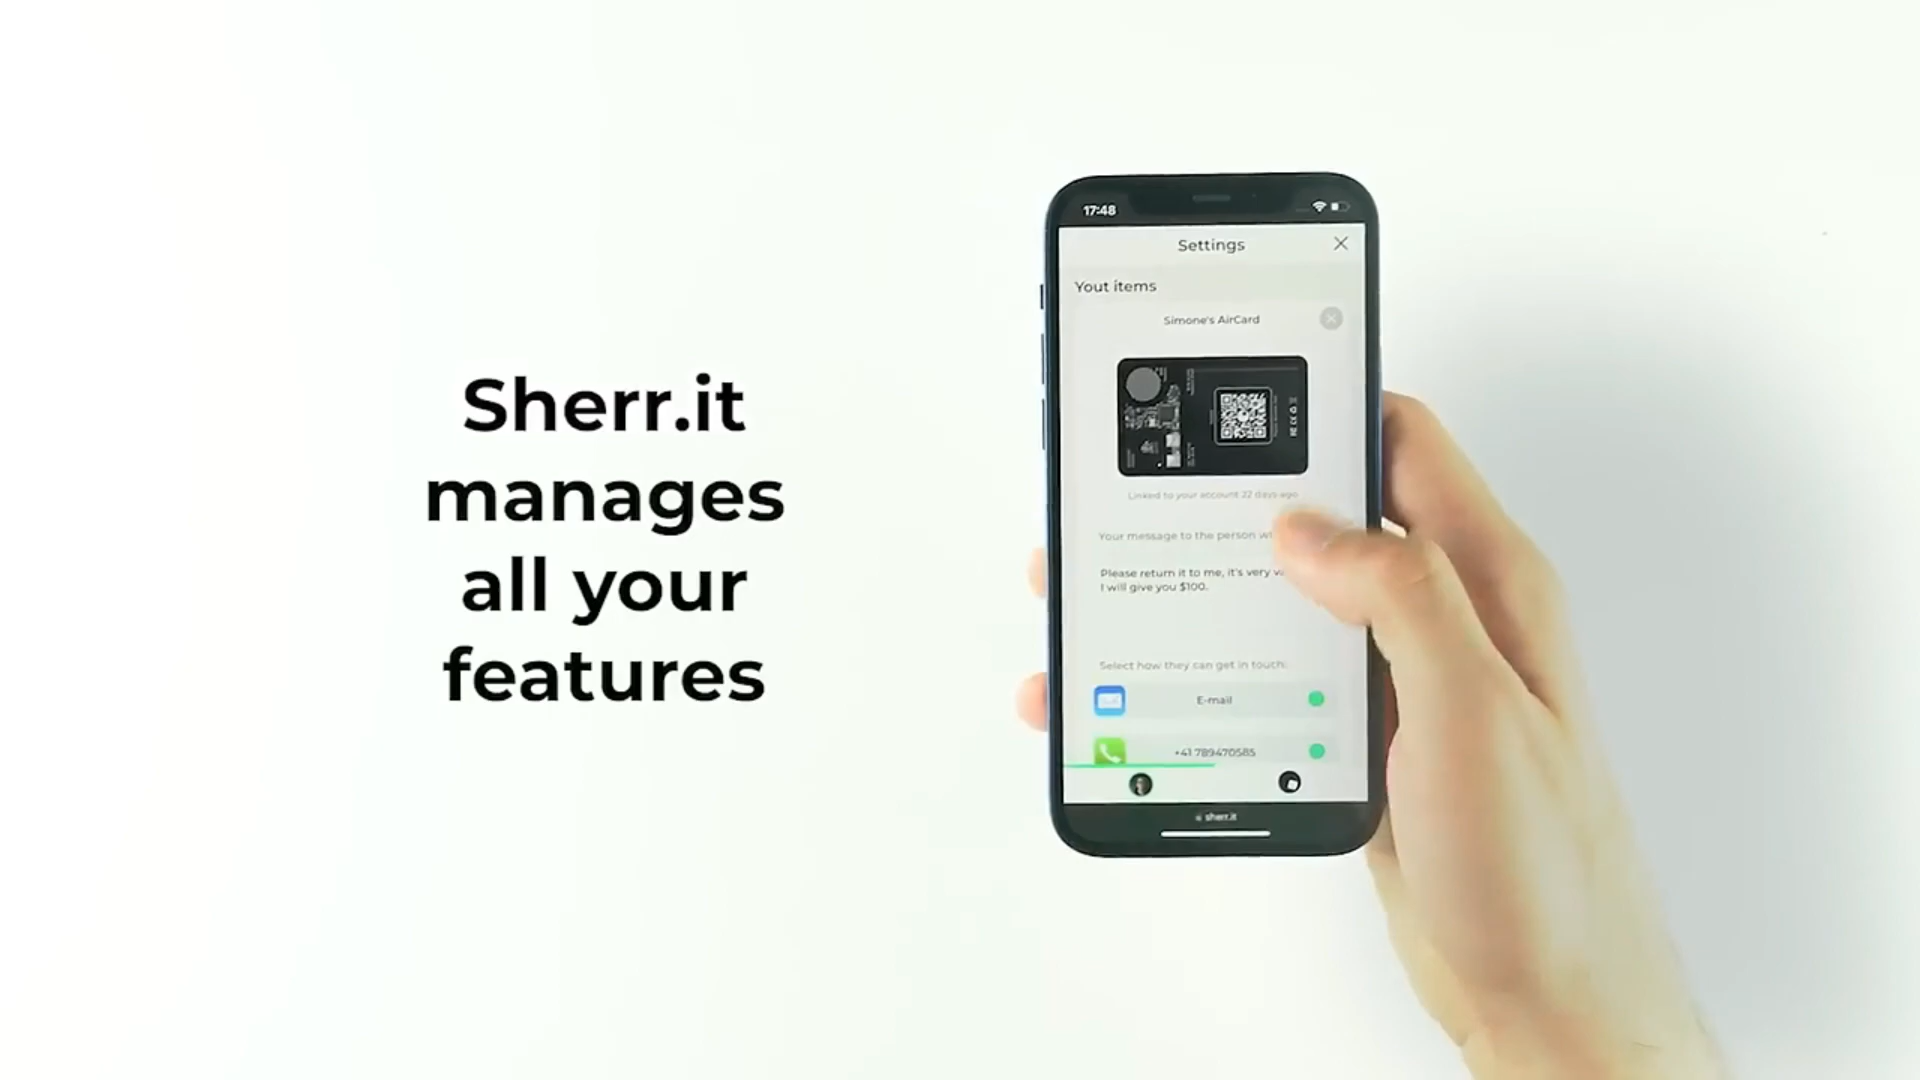 Sherr.it
manages
all your
features
17:48
Settings
Yout items
Simone's AirCard
Linked to your account 22 days ago
Your message to the person
Please return it to me, it's very
I will give you $100.
Select how they can get in touch:
E-mail
+41 789470585
sherr.it